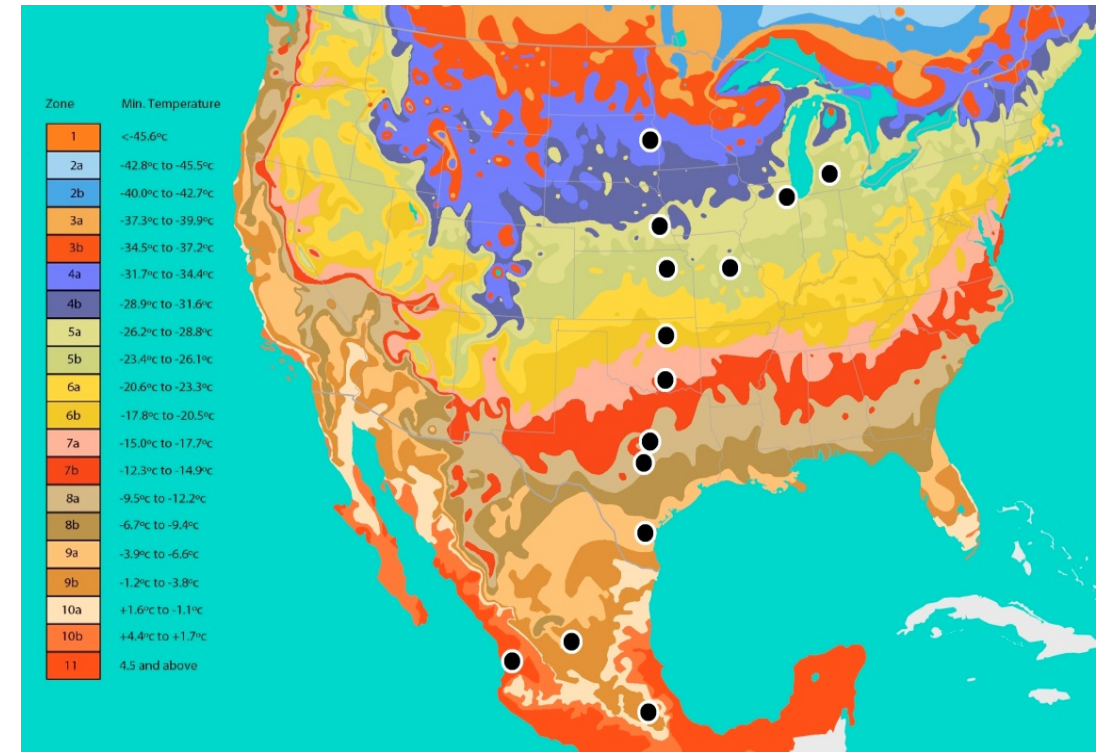 Zone Min. Temperature
1 <-45.6ºc
2a -42.8ºc to -45.5ºc
2b -40.0ºc to -42.7ºc
3a -37.3ºc to -39.9ºc
3b -34.5ºc to -37.2ºc
4a -31.7ºc to -34.4ºc
4b -28.9ºc to -31.6ºc
5a -26.2ºc to -28.8ºc
5b -23.4ºc to -26.1ºc
6a -20.6ºc to -23.3ºc
6b -17.8ºc to -20.5ºc
7a -15.0ºc to -17.7ºc
7b -12.3ºc to -14.9ºc
8a -9.5ºc to -12.2ºc
8b -6.7ºc to -9.4ºc
9a -3.9ºc to -6.6ºc
9b -1.2ºc to -3.8ºc
10a +1.6ºc to -1.1ºc
10b +4.4ºc to +1.7ºc
11 4.5 and above